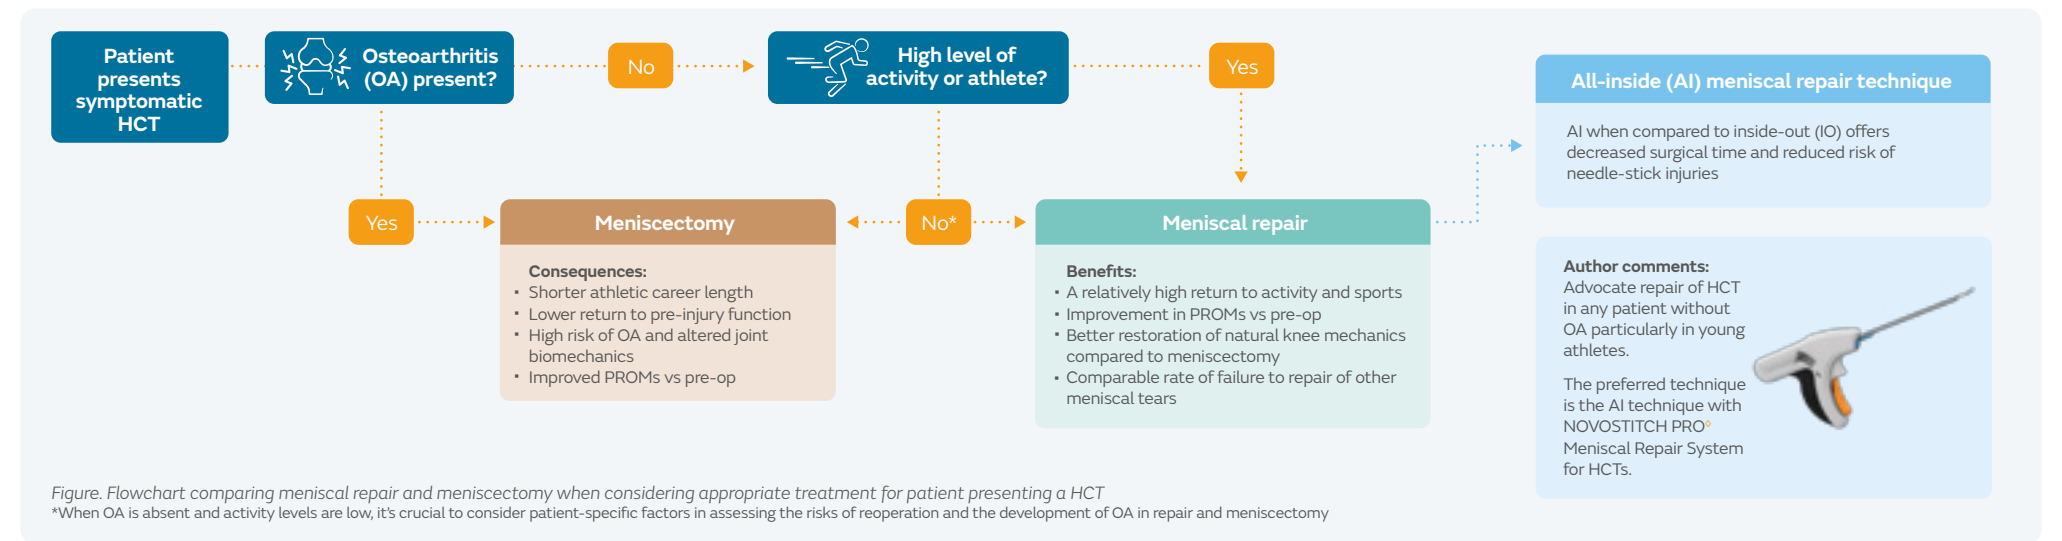 Patient
presents
symptomatic
HCT
Osteoarthritis
(OA) present?
No
High level of
activity or athlete?
Yes
Yes
Meniscectomy
Consequences:
▪ Shorter athletic career length
▪ Lower return to pre-injury function
▪ High risk of OA and altered joint
biomechanics
▪ Improved PROMs vs pre-op
No*
Meniscal repair
Benefits:
▪ A relatively high return to activity and sports
▪ Improvement in PROMs vs pre-op
▪ Better restoration of natural knee mechanics
compared to meniscectomy
▪ Comparable rate of failure to repair of other
meniscal tears
All-inside (AI) meniscal repair technique
AI when compared to inside-out (IO) offers
decreased surgical time and reduced risk of
needle-stick injuries
Author comments:
Advocate repair of HCT
in any patient without
OA particularly in young
athletes.
The preferred technique
is the AI technique with
NOVOSTITCH PRO◊
Meniscal Repair System
for HCTs.
Figure. Flowchart comparing meniscal repair and meniscectomy when considering appropriate treatment for patient presenting a HCT
*When OA is absent and activity levels are low, it’s crucial to consider patient-specific factors in assessing the risks of reoperation and the development of OA in repair and meniscectomy